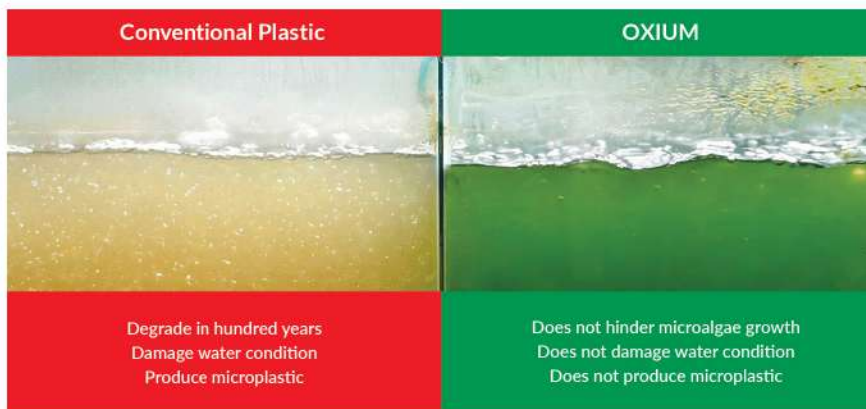 Conventional Plastic
OXIUM
Degrade in hundred years
Damage water condition
Produce microplastic
Does not hinder microalgae growth
Does not damage water condition
Does not produce microplastic